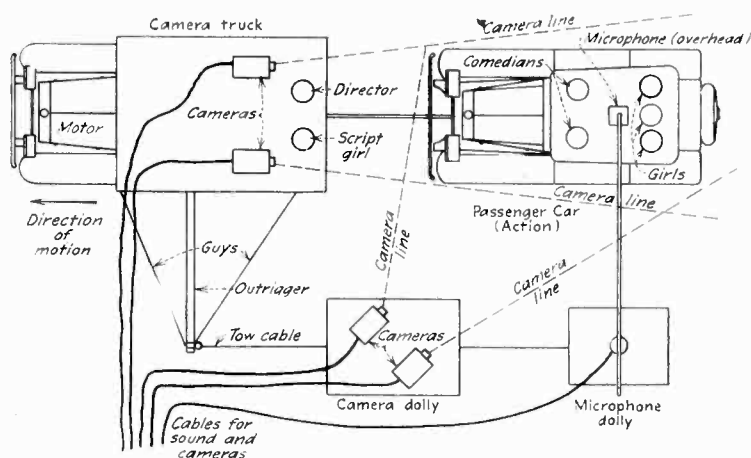 Camera truck
Camera line
Microphone (overhead)
Comedians
Director
Cameras
Motor
Script
girl
Girls
Camera line
Passenger Car
(Action)
Direction
of
motion
Guys
Camera
line
Camera
line
Outrigger
Tow cable
Cameras
Camera dolly
Microphone
dolly
Cables for
sound and
cameras